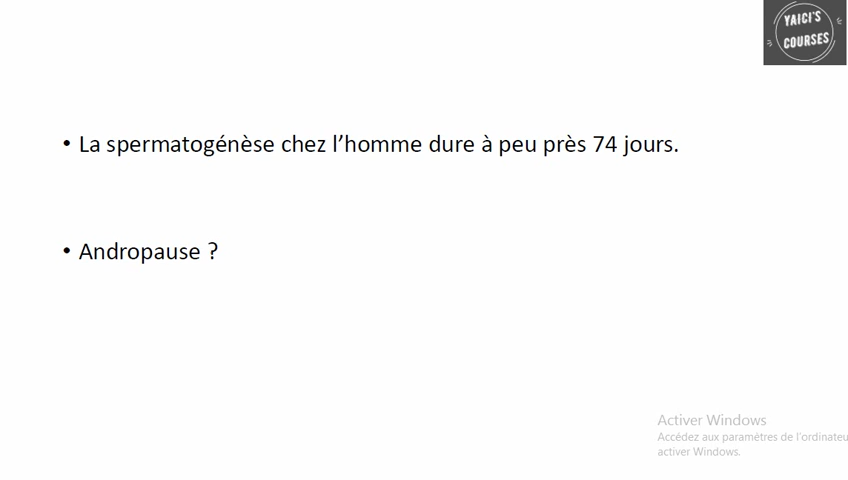 YAICI'S
COURSES
• La spermatogénèse chez l’homme dure à peu près 74 jours.
• Andropause ?
Activer Windows
Accédez aux paramètres de l'ordinateu
activer Windows.